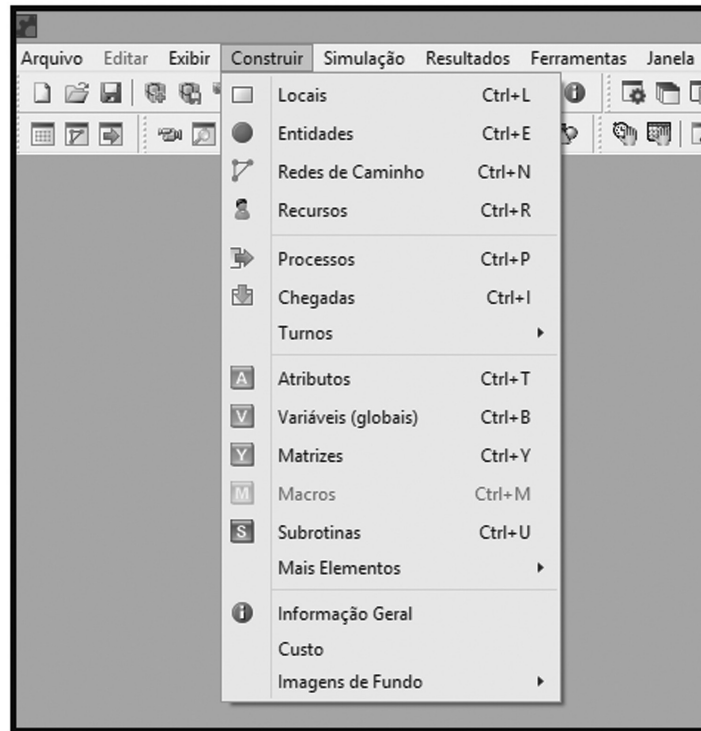 Arquivo Editar Exibir Construir Simulação Resultados Ferramentas Janela
Locais Ctrl+L
Entidades Ctrl+E
Redes de Caminho Ctrl+N
Recursos Ctrl+R
Processos Ctrl+P
Chegadas Ctrl+I
Turnos
A Atributos Ctrl+T
V Variáveis (globais) Ctrl+B
Y Matrizes Ctrl+Y
M Macros Ctrl+M
S Subrotinas Ctrl+U
Mais Elementos
Informação Geral
Custo
Imagens de Fundo